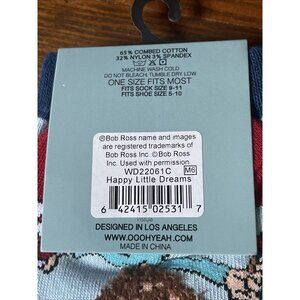 65% COMBED COTTON
32% NYLON 3% SPANDEX
MACHINE WASH COLD
DO NOT BLEACH, TUMBLE DRY LOW
ONE SIZE FITS MOST
FITS SOCK SIZE 9-11
FITS SHOE SIZE 5-10
©Bob Ross name and images
are registered trademarks of
Bob Ross Inc. ©Bob Ross
Inc. Used with permission
WD22061C M6
Happy Little Dreams
6 42415 02531 7
DESIGNED IN LOS ANGELES
WWW.OOOHYEAH.COM
MADE IN CHINA